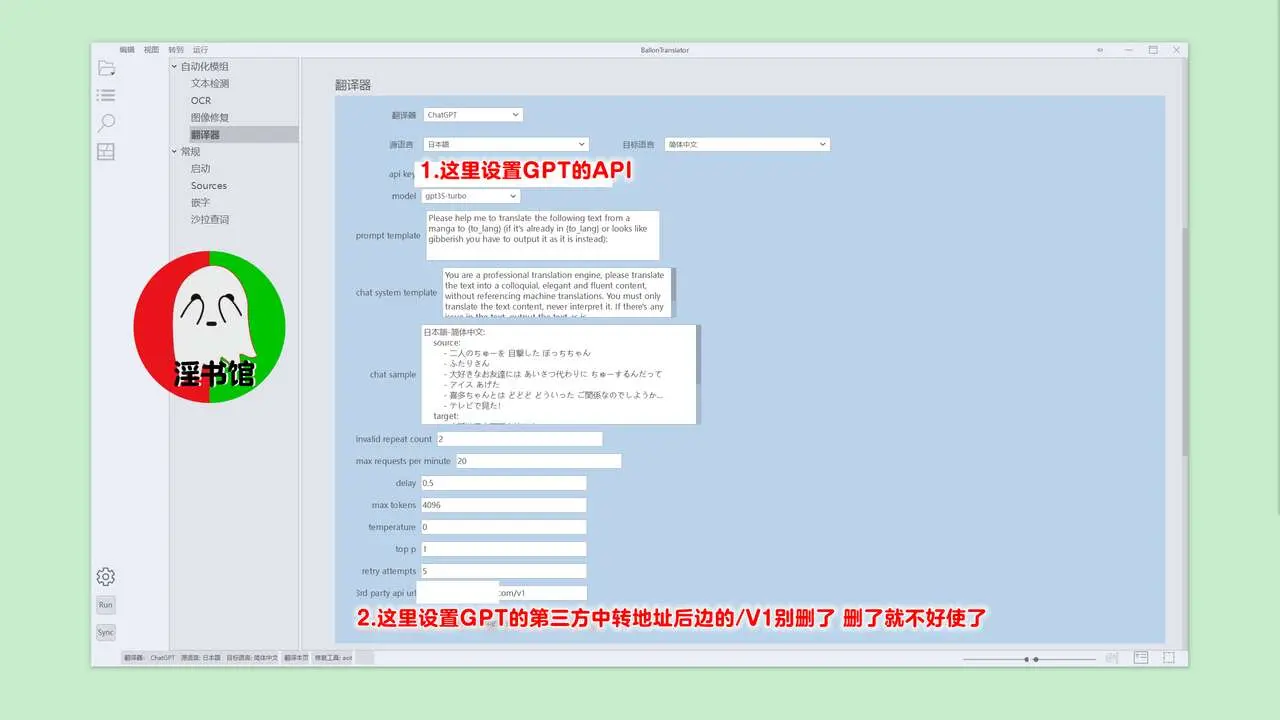 编辑 视图 转到 运行 BallonTranslator
自动化模组
文本检测
OCR
图像修复
翻译器
常规
启动
Sources
嵌字
沙拉查词
淫书馆
Run
Sync
翻译器
翻译器 ChatGPT
源语言 日本語 目标语言 简体中文
api key 1.这里设置GPT的API
model gpt35-turbo
prompt template
Please help me to translate the following text from a
manga to {to_lang} (if it's already in {to_lang} or looks like
gibberish you have to output it as it is instead):
chat system template
You are a professional translation engine, please translate
the text into a colloquial, elegant and fluent content,
without referencing machine translations. You must only
translate the text content, never interpret it. If there's any
issue in the text, output the text as is.
chat sample
日本語-简体中文:
source:
- 二人のちゅーを 目撃した ぼっちちゃん
- ふたりさん
- 大好きなお友達には あいさつ代わりに ちゅーするんだって
- アイス あげた
- 喜多ちゃんとは どどど どういった ご関係なのでしようか...
- テレビで見た!
target:
invalid repeat count 2
max requests per minute 20
delay 0.5
max tokens 4096
temperature 0
top p 1
retry attempts 5
3rd party api url com/v1
2.这里设置GPT的第三方中转地址后边的/V1别删了 删了就不好使了
翻译器: ChatGPT 源语言: 日本語 目标语言: 简体中文 翻译本页 修复工具: aot